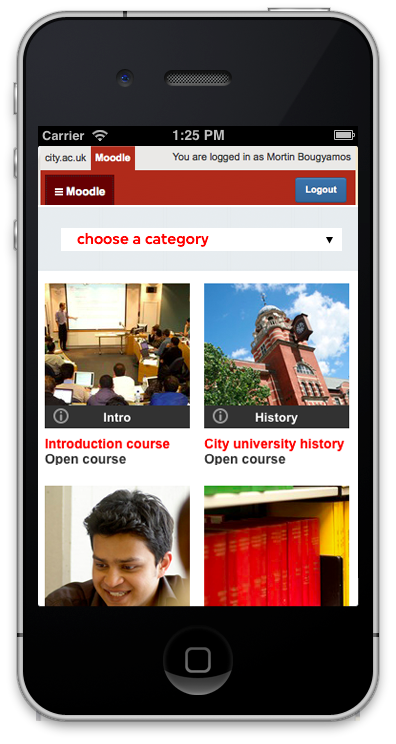 Carrier 1:25 PM
city.ac.uk Moodle You are logged in as Mortin Bougyamos
Moodle Logout
choose a category
Intro
Introduction course
Open course
History
City university history
Open course